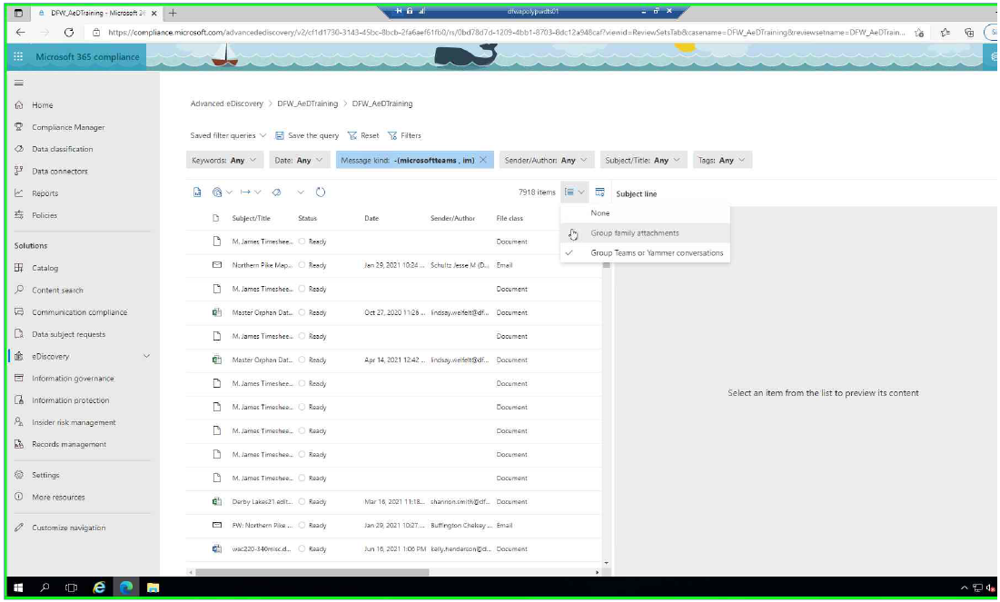 DFW_AeDTraining - Microsoft 36
dfwapolypwdts01
https://compliance.microsoft.com/advancedediscovery/v2/cf1d1730-3143-45bc-8bcb-2fa6aef61fb0/rs/0bd78d7d-1209-4bb1-8703-8dc12a948caf?viewid=ReviewSetsTab&casename=DFW_AeDTraining&reviewsetname=DFW_AeDTrain...
Microsoft 365 compliance
Home
Compliance Manager
Data classification
Data connectors
Reports
Policies
Solutions
Catalog
Content search
Communication compliance
Data subject requests
eDiscovery
Information governance
Information protection
Insider risk management
Records management
Settings
More resources
Customize navigation
Advanced eDiscovery > DFW_AeDTraining > DFW_AeDTraining
Saved filter queries Save the query Reset Filters
Keywords: Any Date: Any Message kind: -(microsoftteams , im) Sender/Author: Any Subject/Title: Any Tags: Any
7918 items Subject line
None
Group family attachments
Group Teams or Yammer conversations
Subject/Title Status Date Sender/Author File class
M. James Timeshee... Ready Document
Northern Pike Map... Ready Jan 29, 2021 10:24 ... Schultz Jesse M (D... Email
M. James Timeshee... Ready Document
Master Orphan Dat... Ready Oct 27, 2020 11:26 ... lindsay.welfelt@df... Document
M. James Timeshee... Ready Document
Master Orphan Dat... Ready Apr 14, 2021 12:42 ... lindsay.welfelt@df... Document
M. James Timeshee... Ready Document
M. James Timeshee... Ready Document
M. James Timeshee... Ready Document
M. James Timeshee... Ready Document
M. James Timeshee... Ready Document
Derby Lakes21 edit... Ready Mar 16, 2021 11:18... shannon.smith@df... Document
FW: Northern Pike ... Ready Jan 29, 2021 10:27... Buffington Chelsey ... Email
wac220-340misc.d... Ready Jun 16, 2021 1:06 PM kelly.henderson@d... Document
Select an item from the list to preview its content